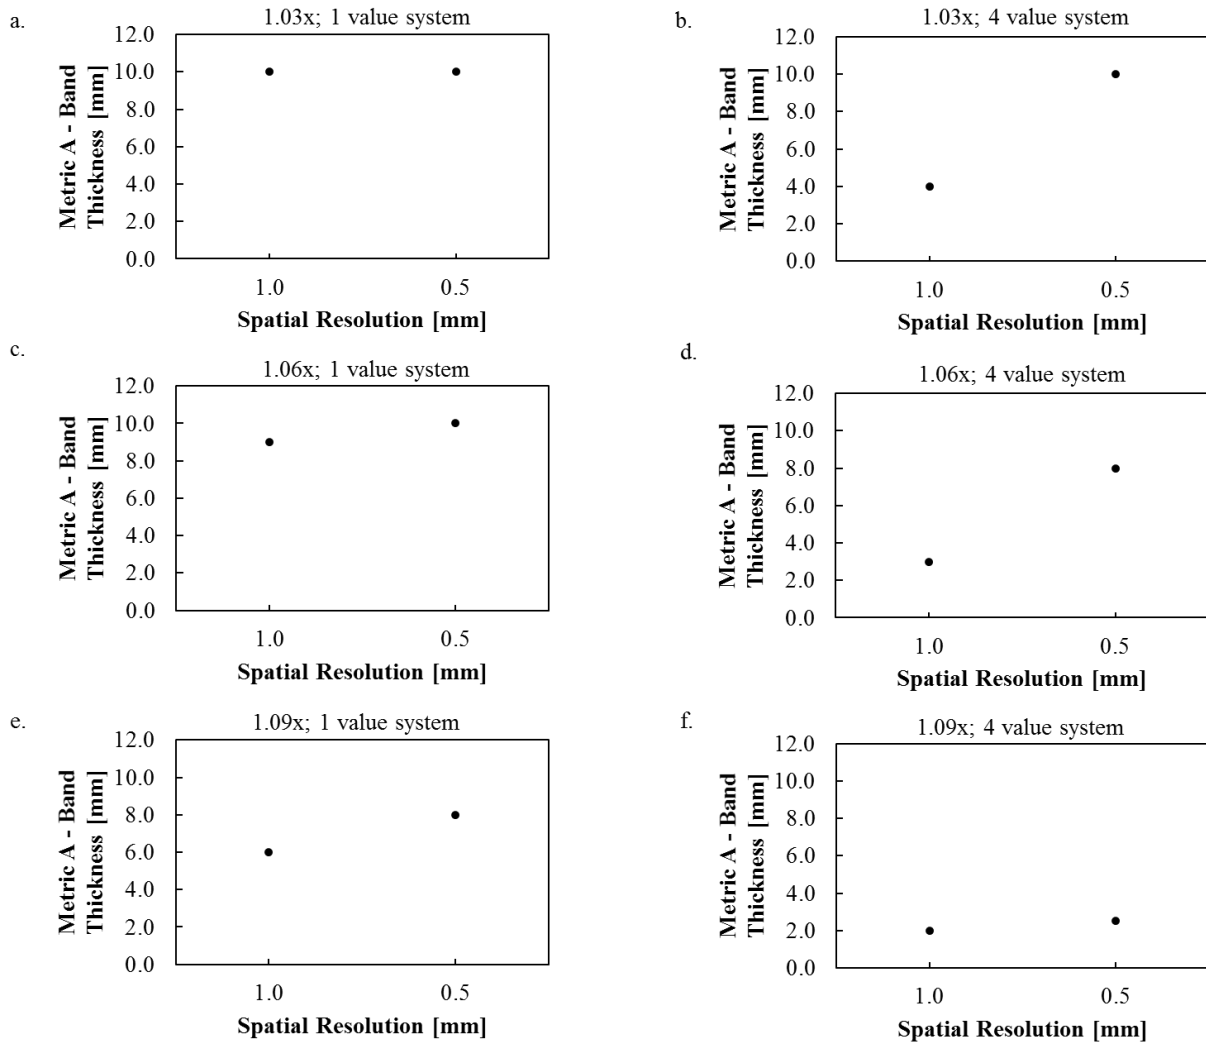 a.
1.03x; 1 value system
Metric A - Band
Thickness [mm]
12.0
10.0
8.0
6.0
4.0
2.0
0.0
1.0 0.5
Spatial Resolution [mm]
b.
1.03x; 4 value system
Metric A - Band
Thickness [mm]
12.0
10.0
8.0
6.0
4.0
2.0
0.0
1.0 0.5
Spatial Resolution [mm]
c.
1.06x; 1 value system
Metric A - Band
Thickness [mm]
12.0
10.0
8.0
6.0
4.0
2.0
0.0
1.0 0.5
Spatial Resolution [mm]
d.
1.06x; 4 value system
Metric A - Band
Thickness [mm]
12.0
10.0
8.0
6.0
4.0
2.0
0.0
1.0 0.5
Spatial Resolution [mm]
e.
1.09x; 1 value system
Metric A - Band
Thickness [mm]
12.0
10.0
8.0
6.0
4.0
2.0
0.0
1.0 0.5
Spatial Resolution [mm]
f.
1.09x; 4 value system
Metric A - Band
Thickness [mm]
12.0
10.0
8.0
6.0
4.0
2.0
0.0
1.0 0.5
Spatial Resolution [mm]